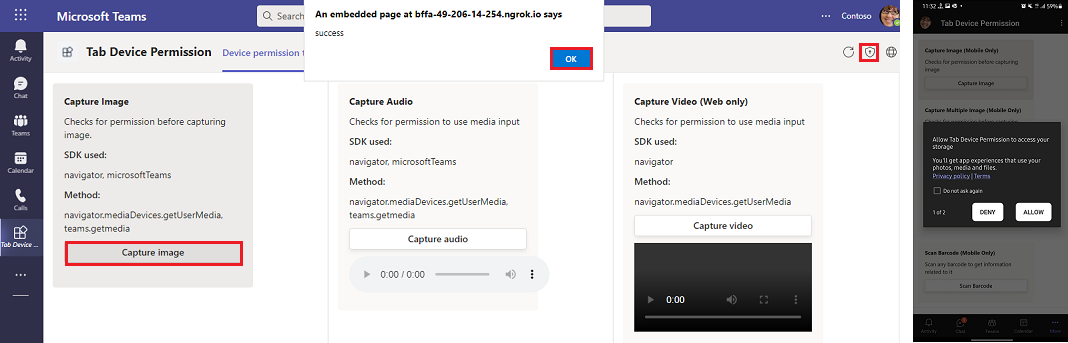 Microsoft Teams
Search
An embedded page at bffa-49-206-14-254.ngrok.io says
success
OK
Contoso
Activity
Chat
Teams
Calendar
Calls
Tab Device ...
Tab Device Permission
Device permission t
Capture Image
Checks for permission before capturing
image.
SDK used:
navigator, microsoftTeams
Method:
navigator.mediaDevices.getUserMedia,
teams.getmedia
Capture image
Capture Audio
Checks for permission to use media input
SDK used:
navigator, microsoftTeams
Method:
navigator.mediaDevices.getUserMedia,
teams.getmedia
Capture audio
0:00 / 0:00
Capture Video (Web only)
Checks for permission to use media input
SDK used:
navigator
Method:
navigator.mediaDevices.getUserMedia
Capture video
0:00
11:32
59%
Tab Device Permission
Capture Image (Mobile Only)
Checks for permission before capturing
image
Capture Image
Capture Multiple Image (Mobile Only)
Checks for permission before capturing
Allow Tab Device Permission to access your
storage
You'll get app experiences that use your
photos, media and files.
Privacy policy | Terms
Do not ask again
1 of 2
DENY
ALLOW
Scan Barcode (Mobile Only)
Scan any barcode to get information
related to it
Scan Barcode
Activity
Chat
Teams
Calendar
More